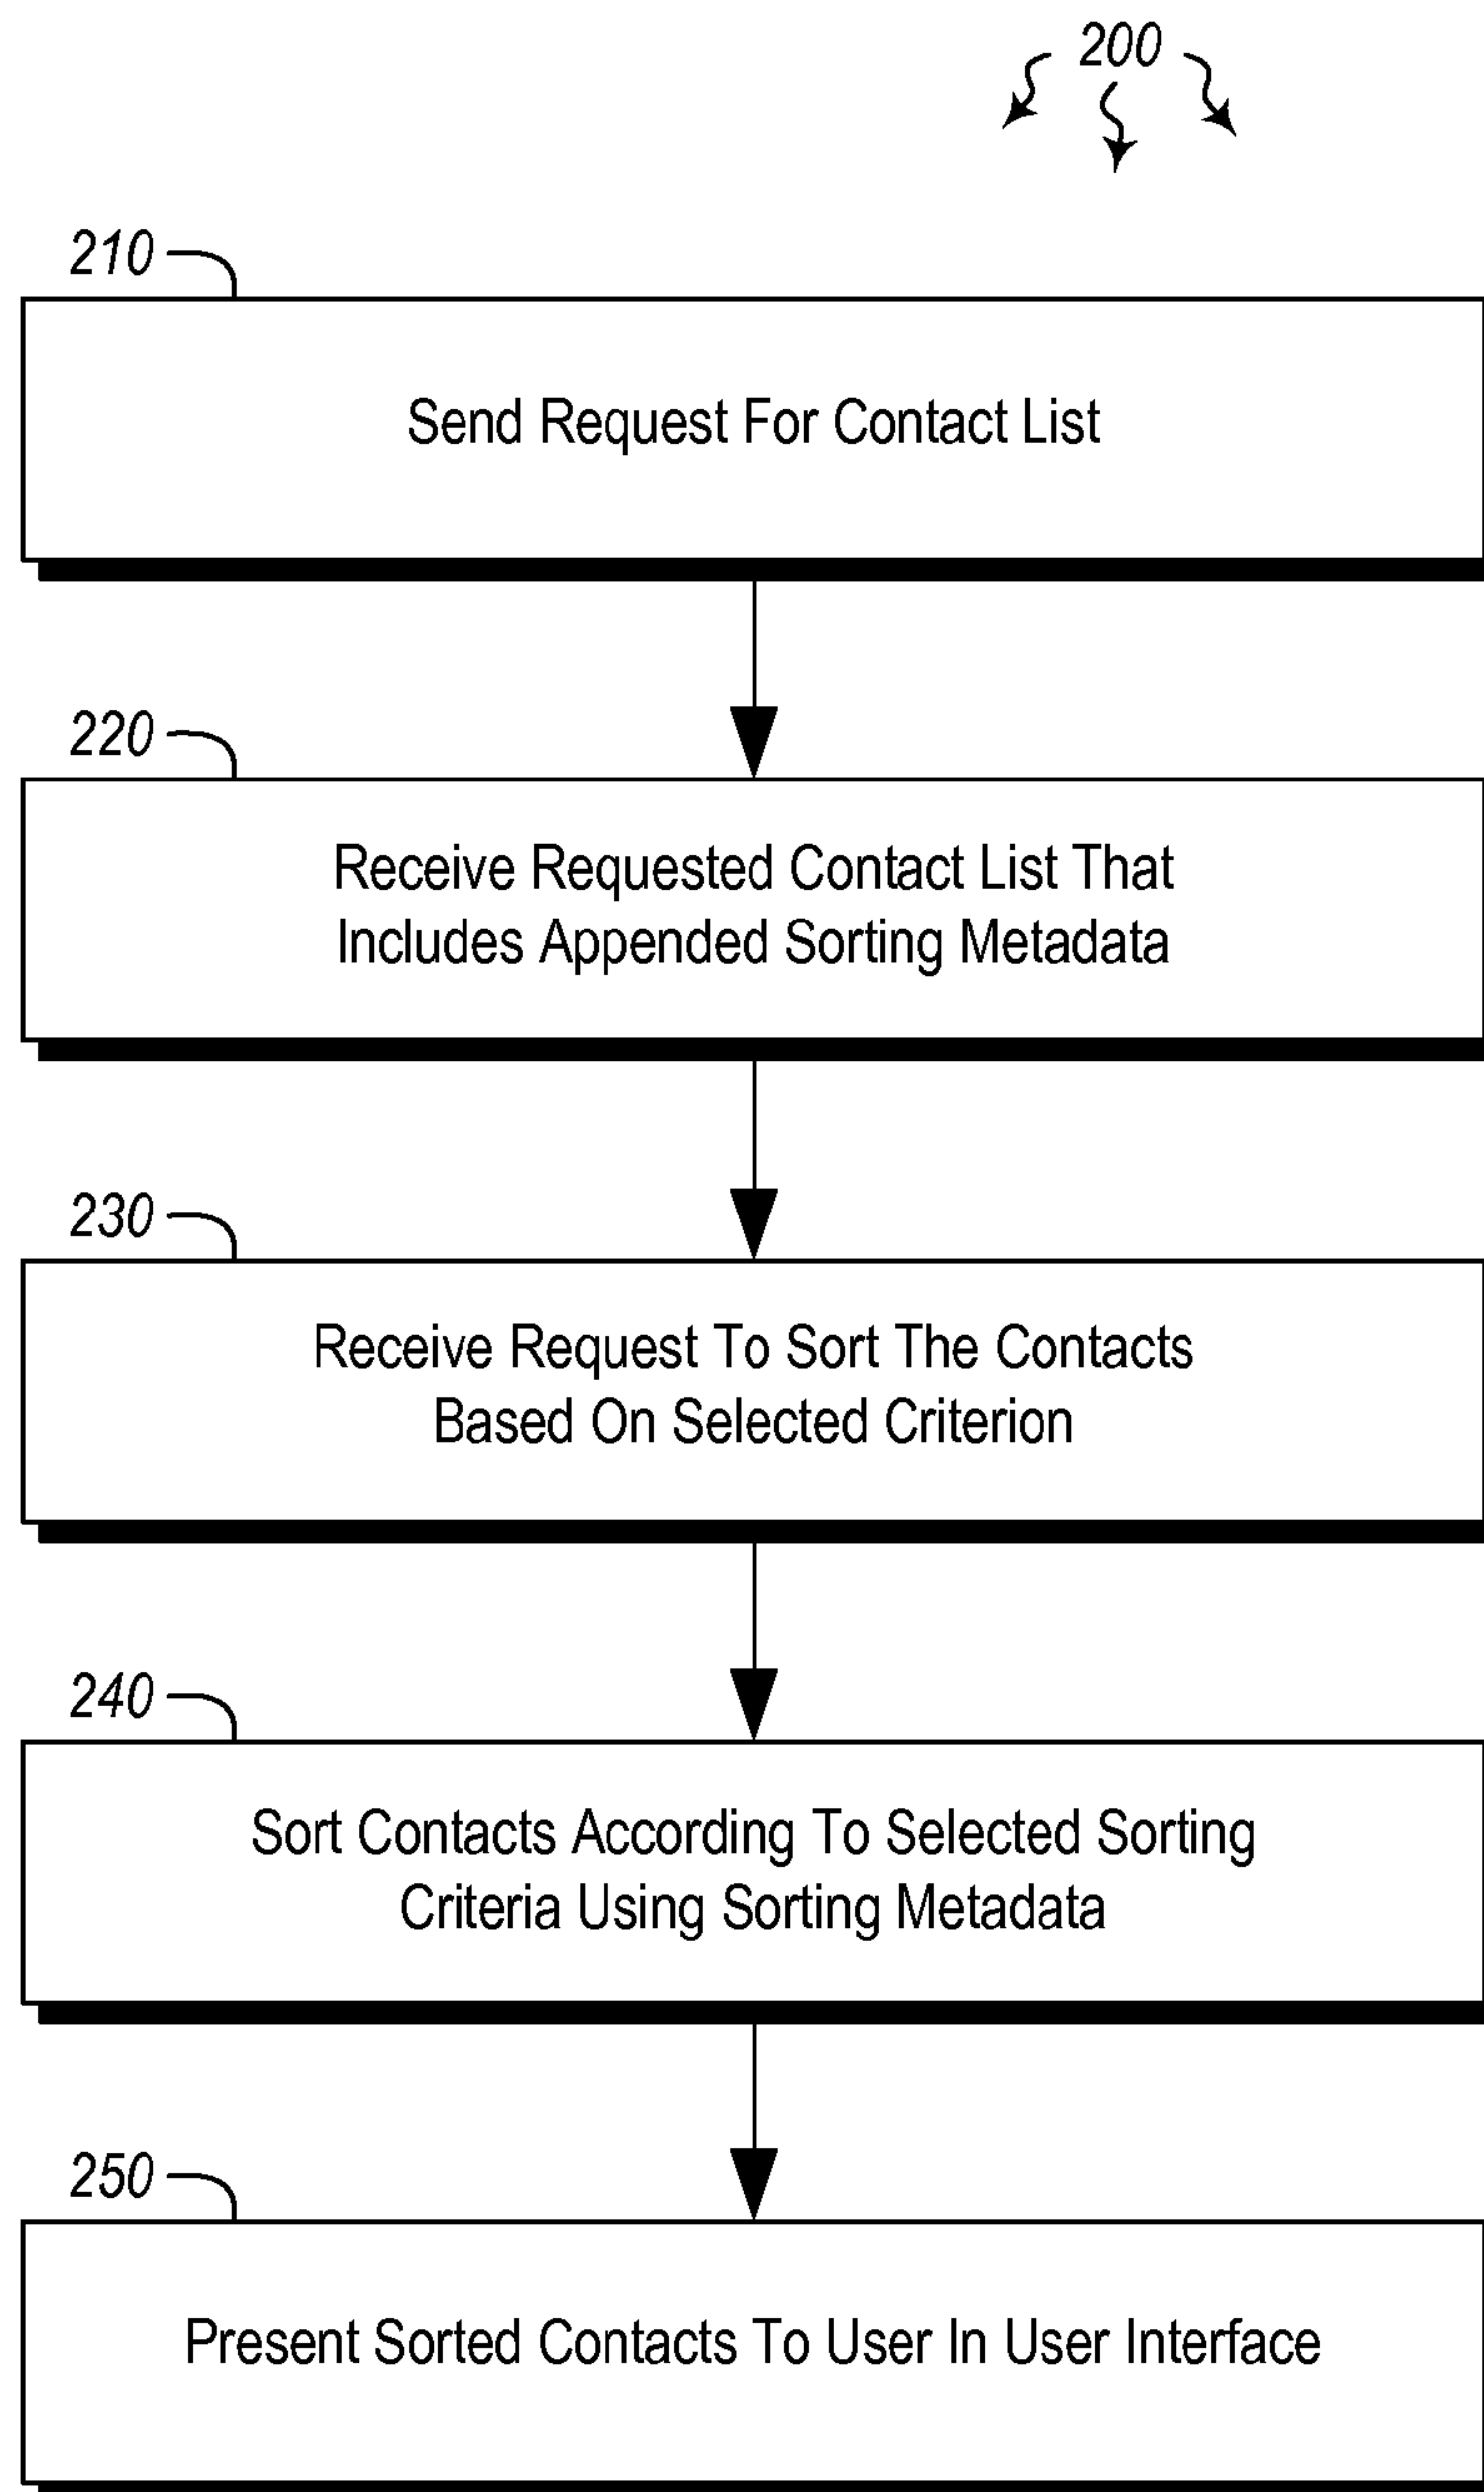 200
210
Send Request For Contact List
220
Receive Requested Contact List That
Includes Appended Sorting Metadata
230
Receive Request To Sort The Contacts
Based On Selected Criterion
240
Sort Contacts According To Selected Sorting
Criteria Using Sorting Metadata
250
Present Sorted Contacts To User In User Interface